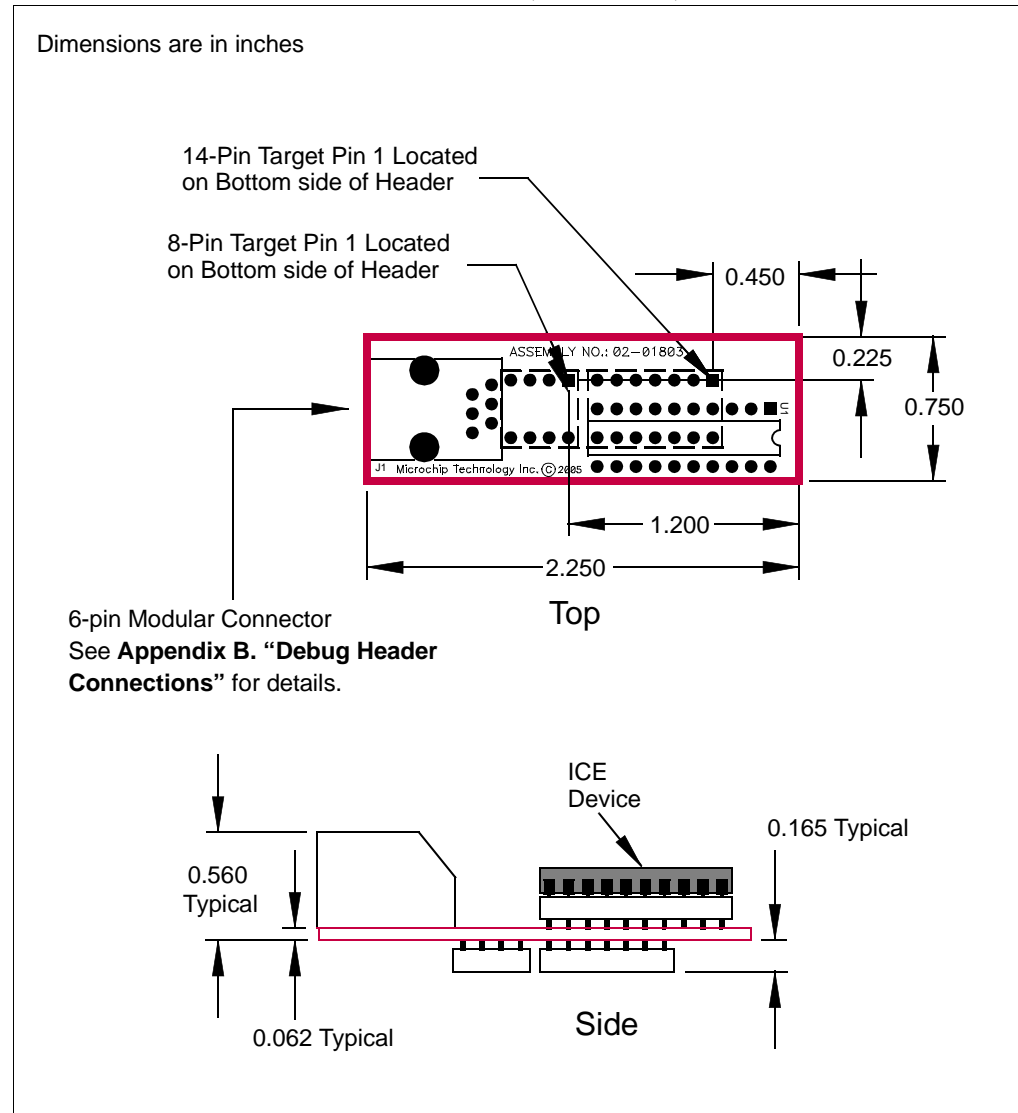 Dimensions are in inches
14-Pin Target Pin 1 Located
on Bottom side of Header
8-Pin Target Pin 1 Located
on Bottom side of Header
0.450
0.225
0.750
ASSEMBLY NO.: 02-01803
U1
J1 Microchip Technology Inc. © 2005
1.200
2.250
Top
6-pin Modular Connector
See Appendix B. “Debug Header
Connections” for details.
ICE
Device
0.165 Typical
0.560
Typical
0.062 Typical
Side